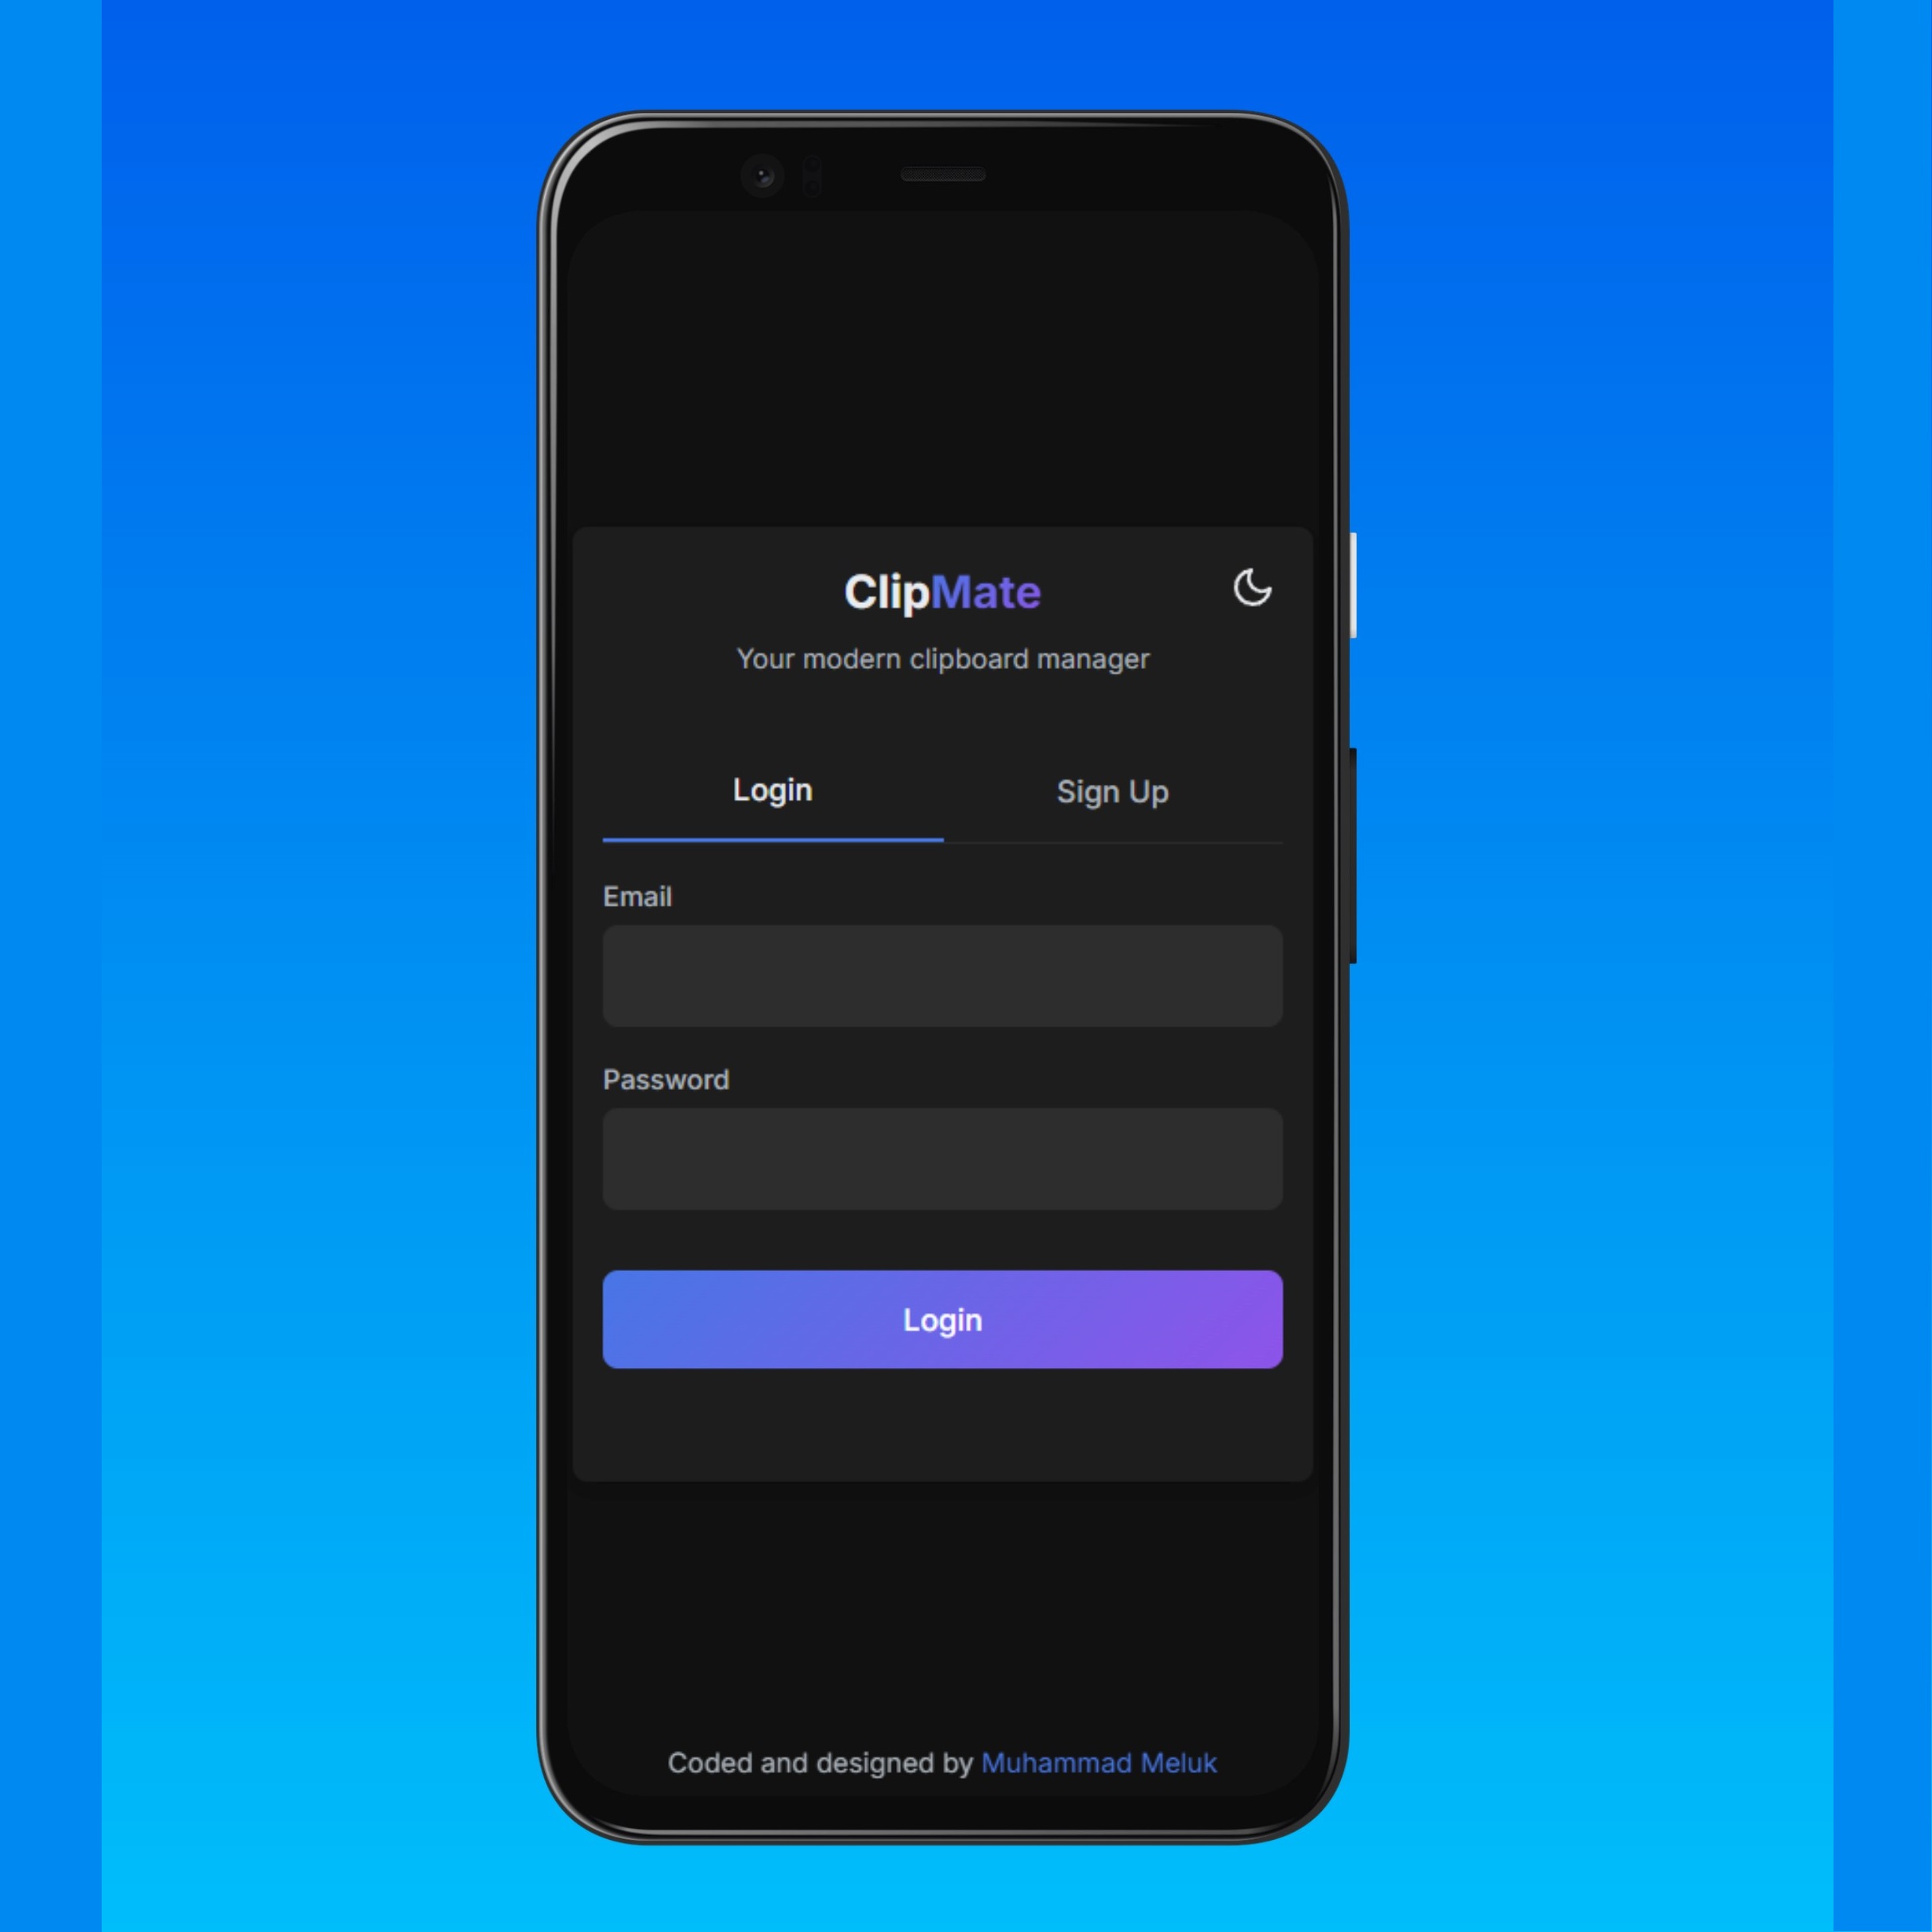 ClipMate
Your modern clipboard manager
Login
Sign Up
Email
Password
Login
Coded and designed by Muhammad Meluk